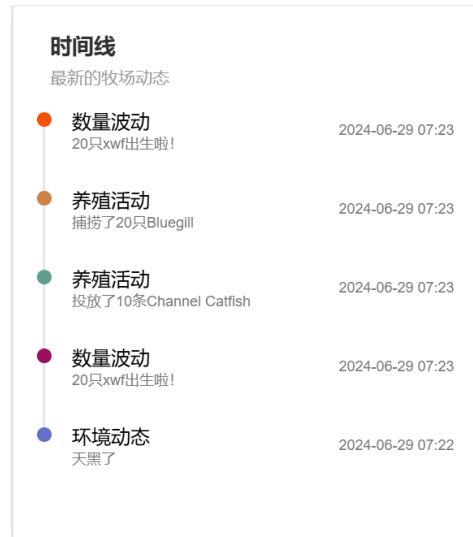 时间线
最新的牧场动态
数量波动
20只xwf出生啦！
2024-06-29 07:23
养殖活动
捕捞了20只Bluegill
2024-06-29 07:23
养殖活动
投放了10条Channel Catfish
2024-06-29 07:23
数量波动
20只xwf出生啦！
2024-06-29 07:23
环境动态
天黑了
2024-06-29 07:22